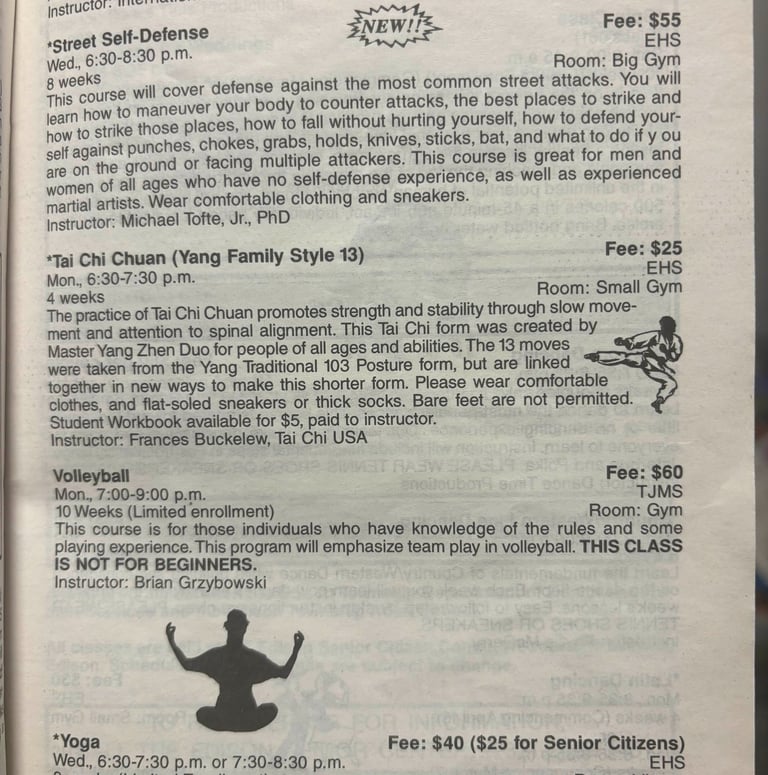 Instructor:
NEW!!
*Street Self-Defense
Fee: $55
Wed., 6:30-8:30 p.m.
EHS
8 weeks
Room: Big Gym
This course will cover defense against the most common street attacks. You will
learn how to maneuver your body to counter attacks, the best places to strike and
how to strike those places, how to fall without hurting yourself, how to defend your-
self against punches, chokes, grabs, holds, knives, sticks, bat, and what to do if y ou
are on the ground or facing multiple attackers. This course is great for men and
women of all ages who have no self-defense experience, as well as experienced
martial artists. Wear comfortable clothing and sneakers.
Instructor: Michael Tofte, Jr., PhD
*Tai Chi Chuan (Yang Family Style 13)
Fee: $25
Mon., 6:30-7:30 p.m.
EHS
4 weeks
Room: Small Gym
The practice of Tai Chi Chuan promotes strength and stability through slow move-
ment and attention to spinal alignment. This Tai Chi form was created by
Master Yang Zhen Duo for people of all ages and abilities. The 13 moves
were taken from the Yang Traditional 103 Posture form, but are linked
together in new ways to make this shorter form. Please wear comfortable
clothes, and flat-soled sneakers or thick socks. Bare feet are not permitted.
Student Workbook available for $5, paid to instructor.
Instructor: Frances Buckelew, Tai Chi USA
Volleyball
Fee: $60
Mon., 7:00-9:00 p.m.
TJMS
10 Weeks (Limited enrollment)
Room: Gym
This course is for those individuals who have knowledge of the rules and some
playing experience. This program will emphasize team play in volleyball. THIS CLASS
IS NOT FOR BEGINNERS.
Instructor: Brian Grzybowski
*Yoga
Fee: $40 ($25 for Senior Citizens)
Wed., 6:30-7:30 p.m. or 7:30-8:30 p.m.
EHS